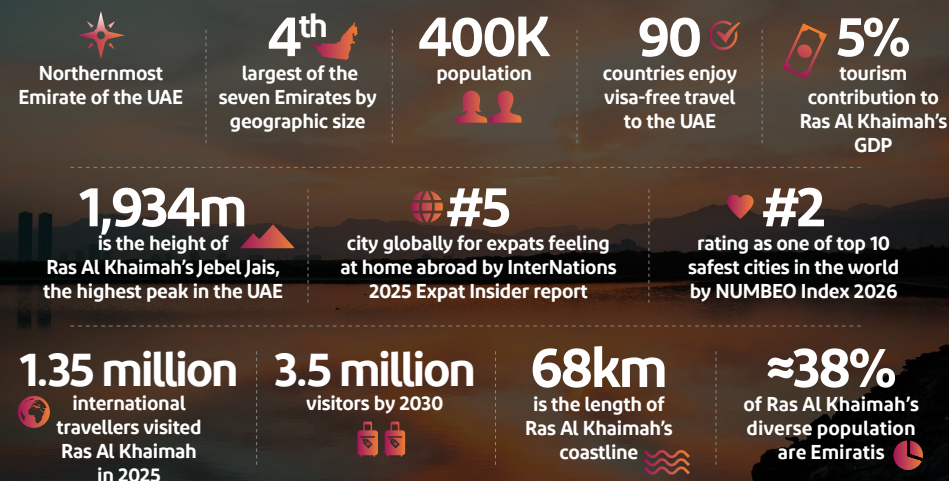 Northernmost
Emirate of the UAE
4th
largest of the
seven Emirates by
geographic size
400K
population
90
countries enjoy
visa-free travel
to the UAE
5%
tourism
contribution to
Ras Al Khaimah's
GDP
1,934m
is the height of
Ras Al Khaimah's Jebel Jais,
the highest peak in the UAE
#5
city globally for expats feeling
at home abroad by InterNations
2025 Expat Insider report
#2
rating as one of top 10
safest cities in the world
by NUMBEO Index 2026
1.35 million
international
travellers visited
Ras Al Khaimah
in 2025
3.5 million
visitors by 2030
68km
is the length of
Ras Al Khaimah's
coastline
≈38%
of Ras Al Khaimah's
diverse population
are Emiratis